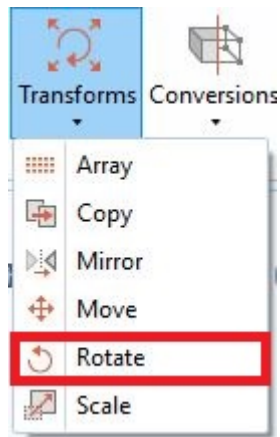 Transforms Conversions
Array
Copy
Mirror
Move
Rotate
Scale